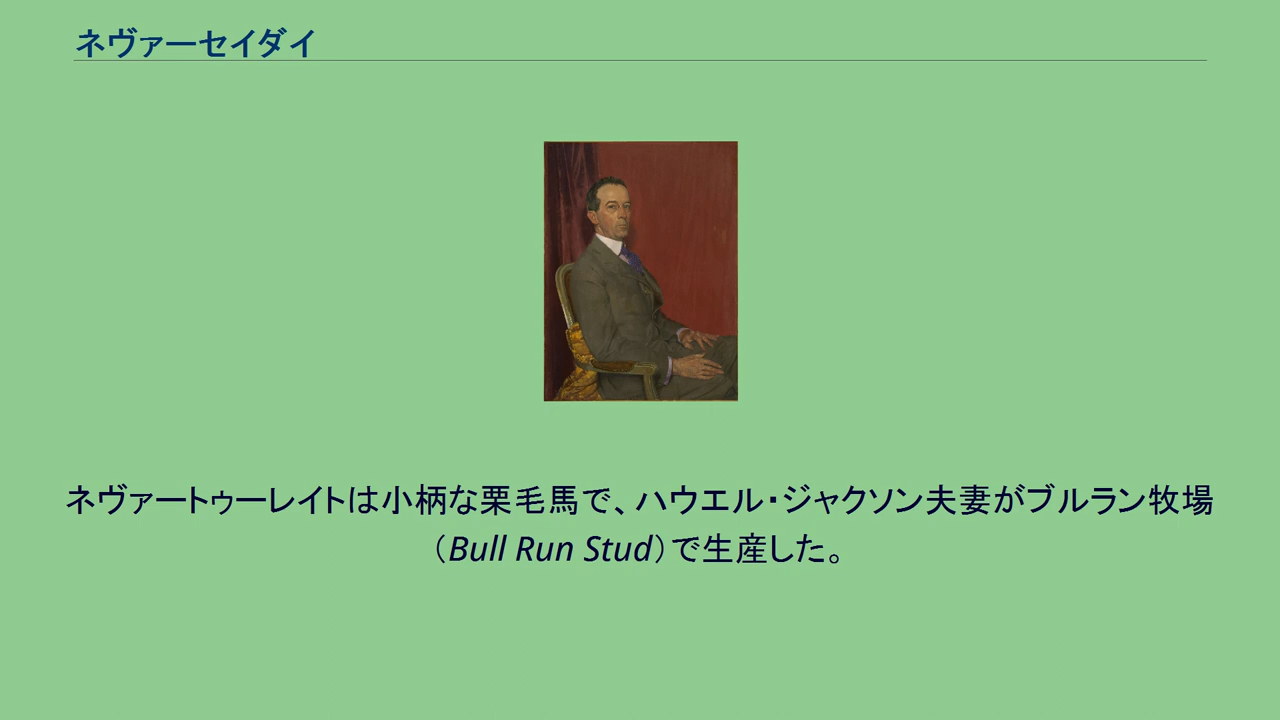 ネヴァーセイダイ
ネヴァートゥーレイトは小柄な栗毛馬で、ハウエル・ジャクソン夫妻がブルラン牧場
（Bull Run Stud）で生産した。